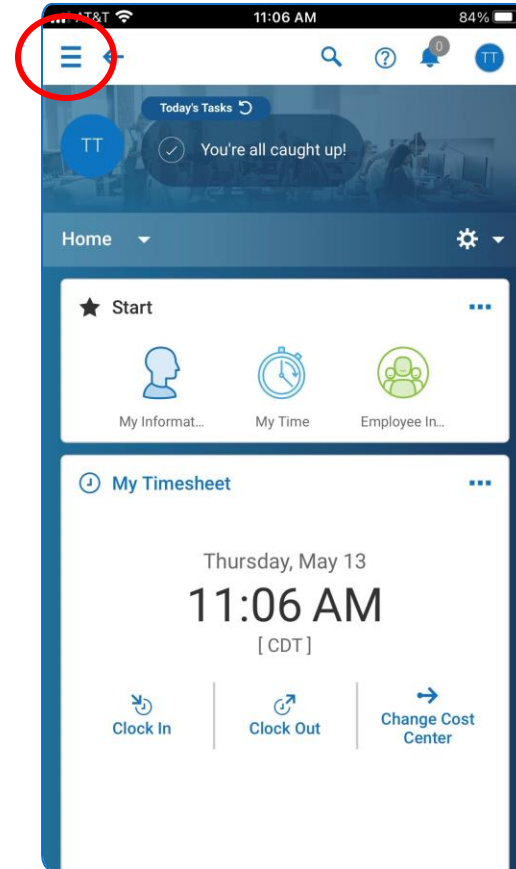 AT&T 11:06 AM 84%
0
TT
Today's Tasks
TT
You're all caught up!
Home
Start
My Informat... My Time Employee In...
My Timesheet
Thursday, May 13
11:06 AM
[ CDT ]
Clock In Clock Out Change Cost
Center